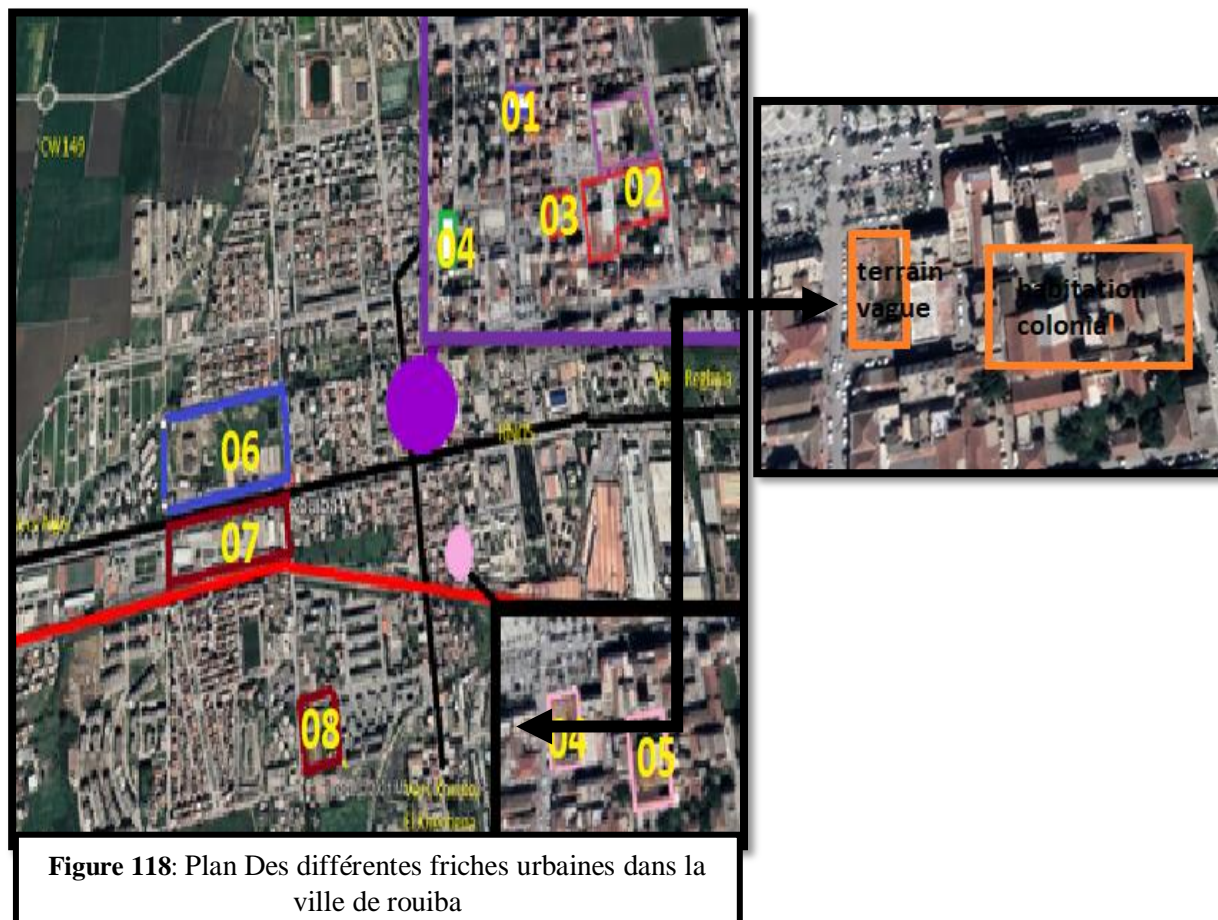 CW149
01
02
03
04
terrain
vague
habitation
colonial
06
07
08
04
05
Figure 118: Plan Des différentes friches urbaines dans la
ville de rouiba